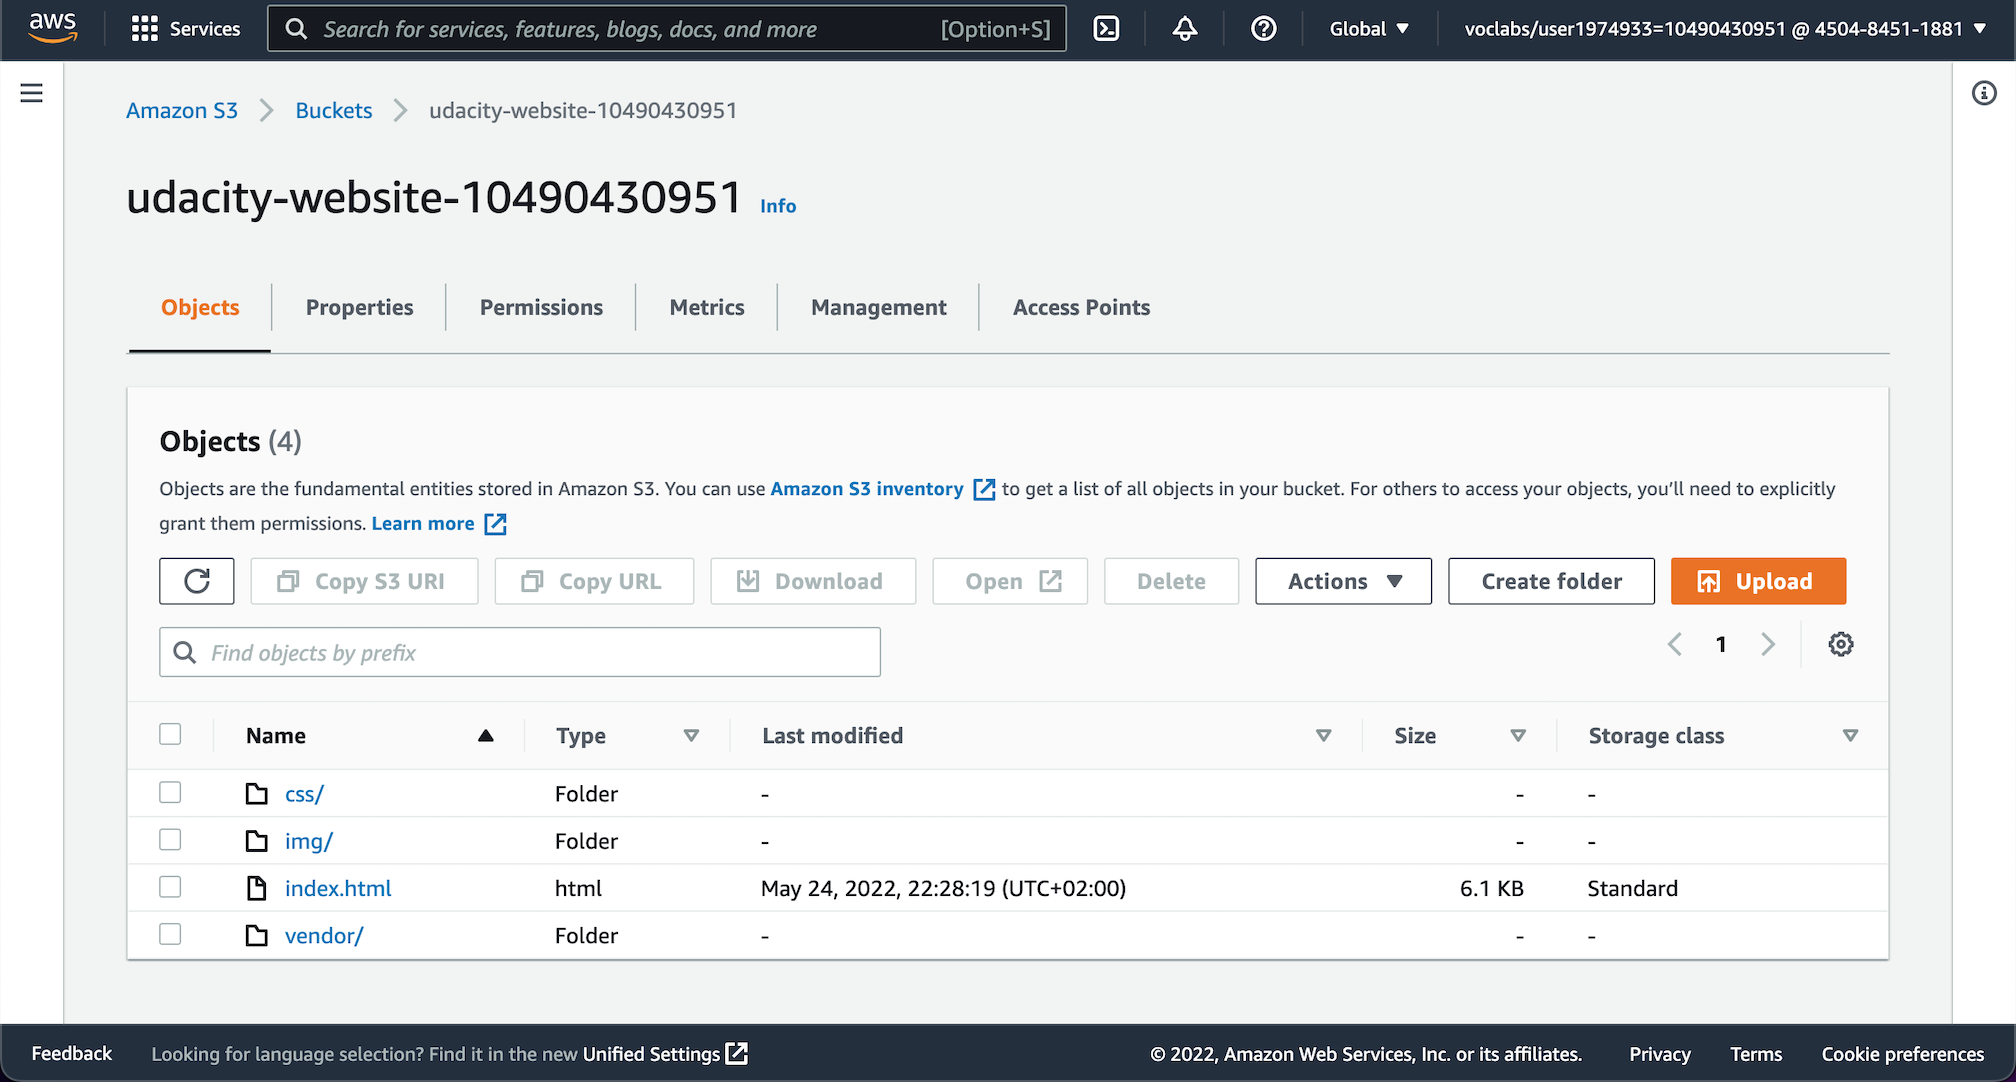 aws Services Search for services, features, blogs, docs, and more [Option+S] Global voclabs/user1974933=10490430951 @ 4504-8451-1881
Amazon S3 Buckets udacity-website-10490430951
udacity-website-10490430951 Info
Objects Properties Permissions Metrics Management Access Points
Objects (4)
Objects are the fundamental entities stored in Amazon S3. You can use Amazon S3 inventory to get a list of all objects in your bucket. For others to access your objects, you'll need to explicitly
grant them permissions. Learn more
Copy S3 URI Copy URL Download Open Delete Actions Create folder Upload
Find objects by prefix 1
Name Type Last modified Size Storage class
css/ Folder - - -
img/ Folder - - -
index.html html May 24, 2022, 22:28:19 (UTC+02:00) 6.1 KB Standard
vendor/ Folder - - -
Feedback Looking for language selection? Find it in the new Unified Settings © 2022, Amazon Web Services, Inc. or its affiliates. Privacy Terms Cookie preferences